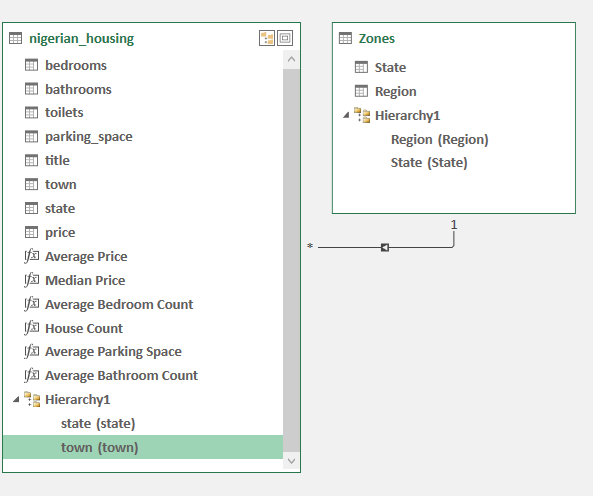 nigerian_housing
bedrooms
bathrooms
toilets
parking_space
title
town
state
price
Average Price
Median Price
Average Bedroom Count
House Count
Average Parking Space
Average Bathroom Count
Hierarchy1
state (state)
town (town)
Zones
State
Region
Hierarchy1
Region (Region)
State (State)
1
*